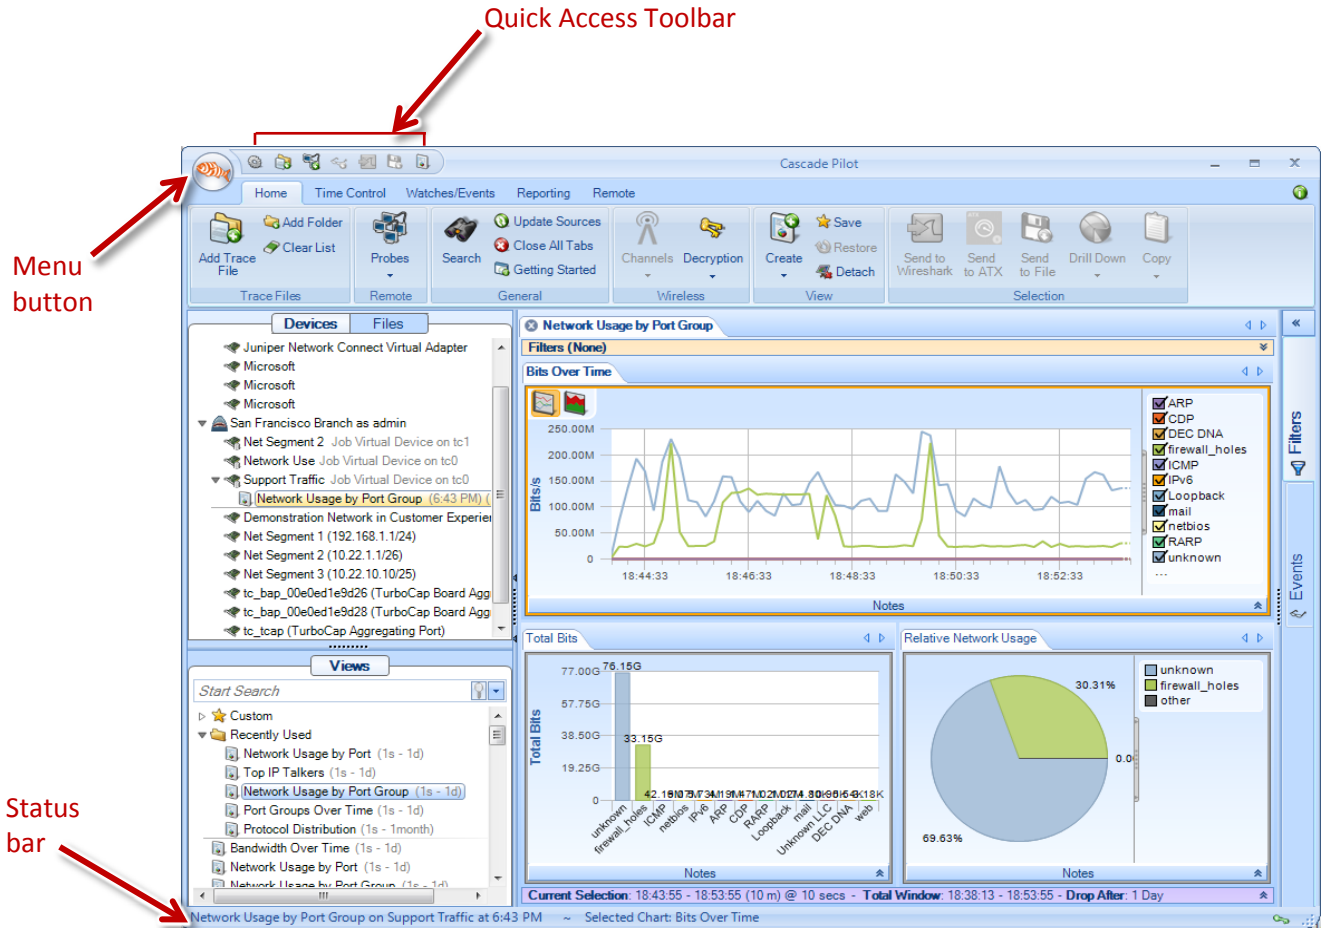 Quick Access Toolbar
Menu
button
Status
bar
Cascade Pilot
Home
Time Control
Watches/Events
Reporting
Remote
Add Trace
File
Add Folder
Clear List
Trace Files
Probes
Remote
Search
Update Sources
Close All Tabs
Getting Started
General
Channels
Decryption
Wireless
Create
Save
Restore
Detach
View
Send to
Wireshark
Send
to ATX
Send
to File
Drill Down
Copy
Selection
Devices
Files
Juniper Network Connect Virtual Adapter
Microsoft
Microsoft
Microsoft
San Francisco Branch as admin
Net Segment 2 Job Virtual Device on tc1
Network Use Job Virtual Device on tc0
Support Traffic Job Virtual Device on tc0
Network Usage by Port Group (6:43 PM) (
Demonstration Network in Customer Experier
Net Segment 1 (192.168.1.1/24)
Net Segment 2 (10.22.1.1/26)
Net Segment 3 (10.22.10.10/25)
tc_bap_00e0ed1e9d26 (TurboCap Board Agg
tc_bap_00e0ed1e9d28 (TurboCap Board Agg
tc_tcap (TurboCap Aggregating Port)
Views
Start Search
Custom
Recently Used
Network Usage by Port (1s - 1d)
Top IP Talkers (1s - 1d)
Network Usage by Port Group (1s - 1d)
Port Groups Over Time (1s - 1d)
Protocol Distribution (1s - 1month)
Bandwidth Over Time (1s - 1d)
Network Usage by Port (1s - 1d)
Network Usage by Port Group (1s - 1d)
Network Usage by Port Group
Filters (None)
Bits Over Time
Bits/s
250.00M
200.00M
150.00M
100.00M
50.00M
0
18:44:33
18:46:33
18:48:33
18:50:33
18:52:33
ARP
CDP
DEC DNA
firewall_holes
ICMP
IPv6
Loopback
mail
netbios
RARP
unknown
...
Notes
Filters
Events
Total Bits
Total Bits
77.00G
57.75G
38.50G
19.25G
0
76.15G
33.15G
unknown
firewall_holes
ICMP
netbios
IPv6
ARP
CDP
RARP
Loopback
mail
Unknown LLC
DEC DNA
web
Notes
Relative Network Usage
30.31%
69.63%
unknown
firewall_holes
other
Notes
Current Selection: 18:43:55 - 18:53:55 (10 m) @ 10 secs - Total Window: 18:38:13 - 18:53:55 - Drop After: 1 Day
Network Usage by Port Group on Support Traffic at 6:43 PM ~ Selected Chart: Bits Over Time